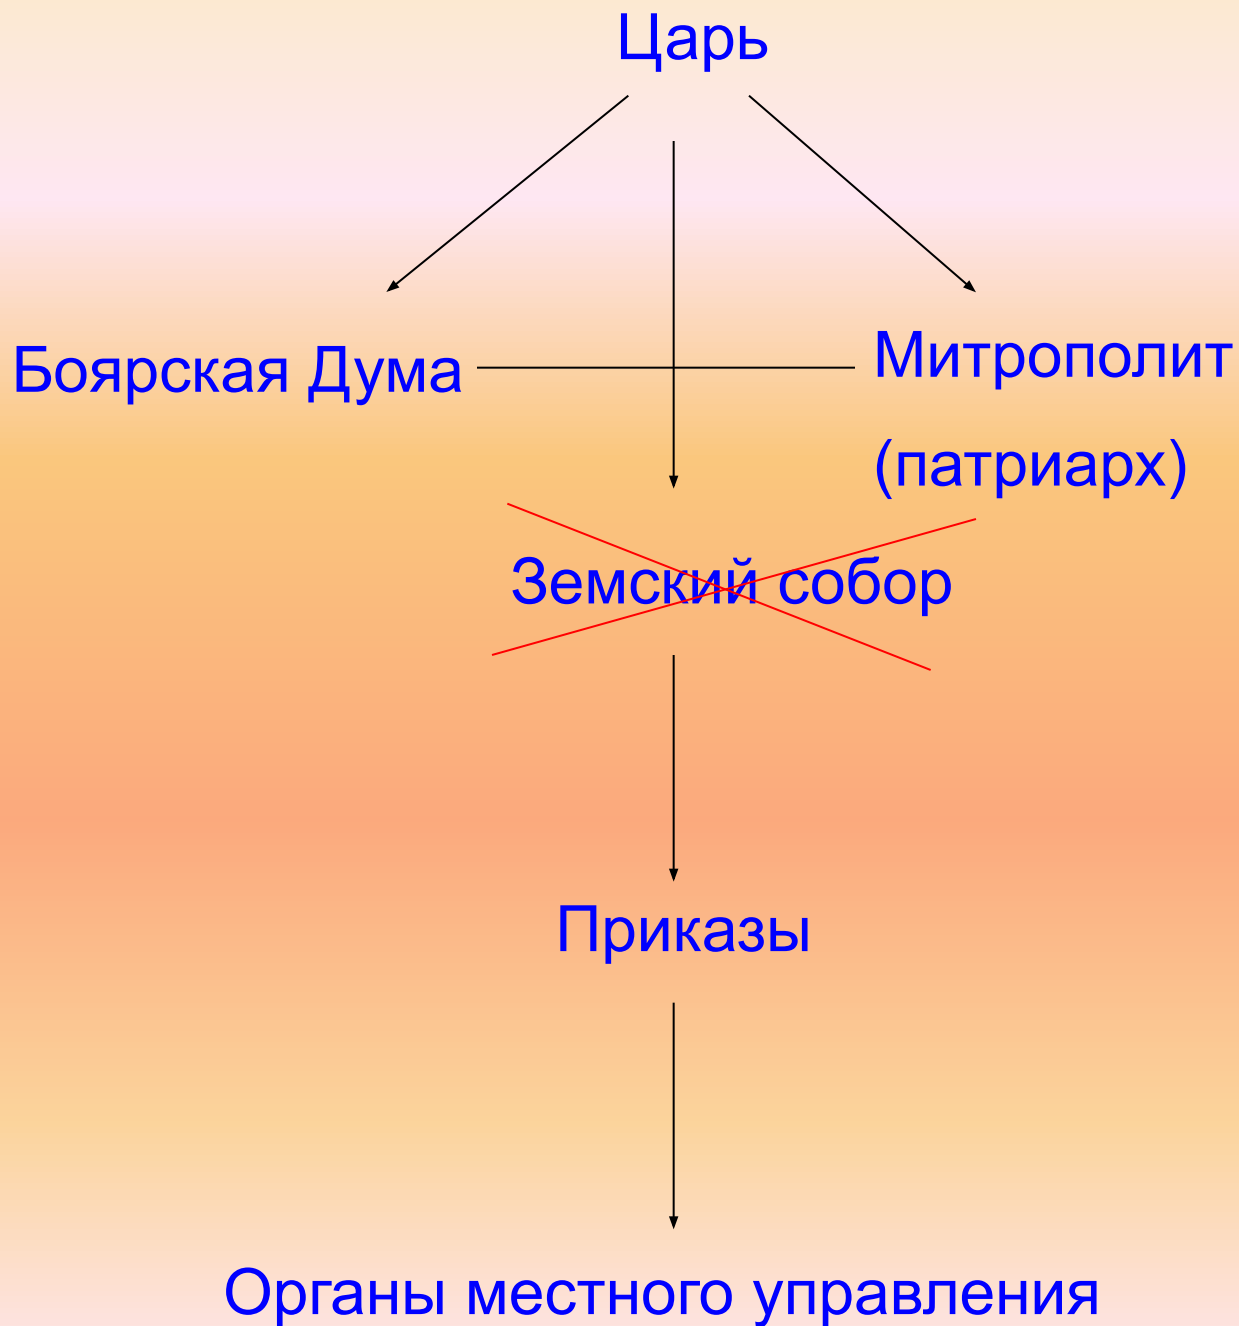 Царь
Боярская Дума
Митрополит
(патриарх)
Земский собор
Приказы
Органы местного управления